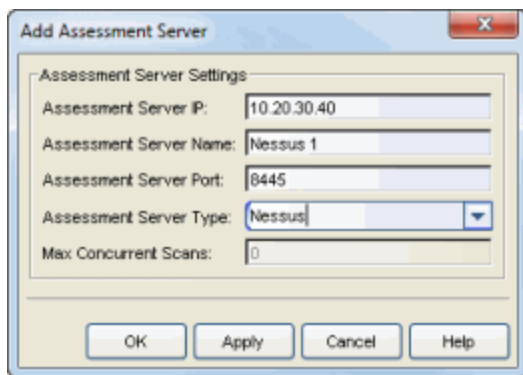 Add Assessment Server
Assessment Server Settings
Assessment Server IP: 10.20.30.40
Assessment Server Name: Nessus 1
Assessment Server Port: 8445
Assessment Server Type: Nessus
Max Concurrent Scans: 0
OK Apply Cancel Help